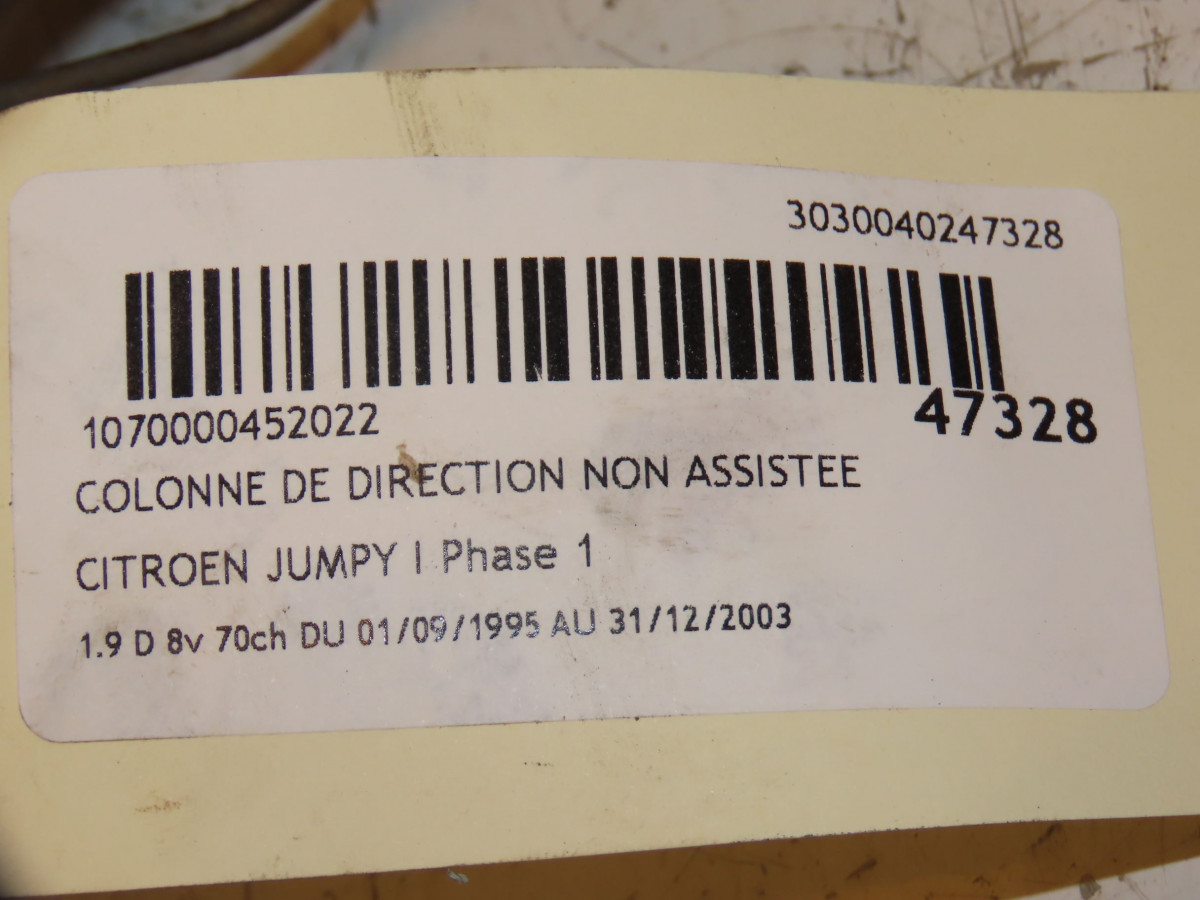 3030040247328
1070000452022
47328
COLONNE DE DIRECTION NON ASSISTEE
CITROEN JUMPY I Phase 1
1.9 D 8v 70ch DU 01/09/1995 AU 31/12/2003